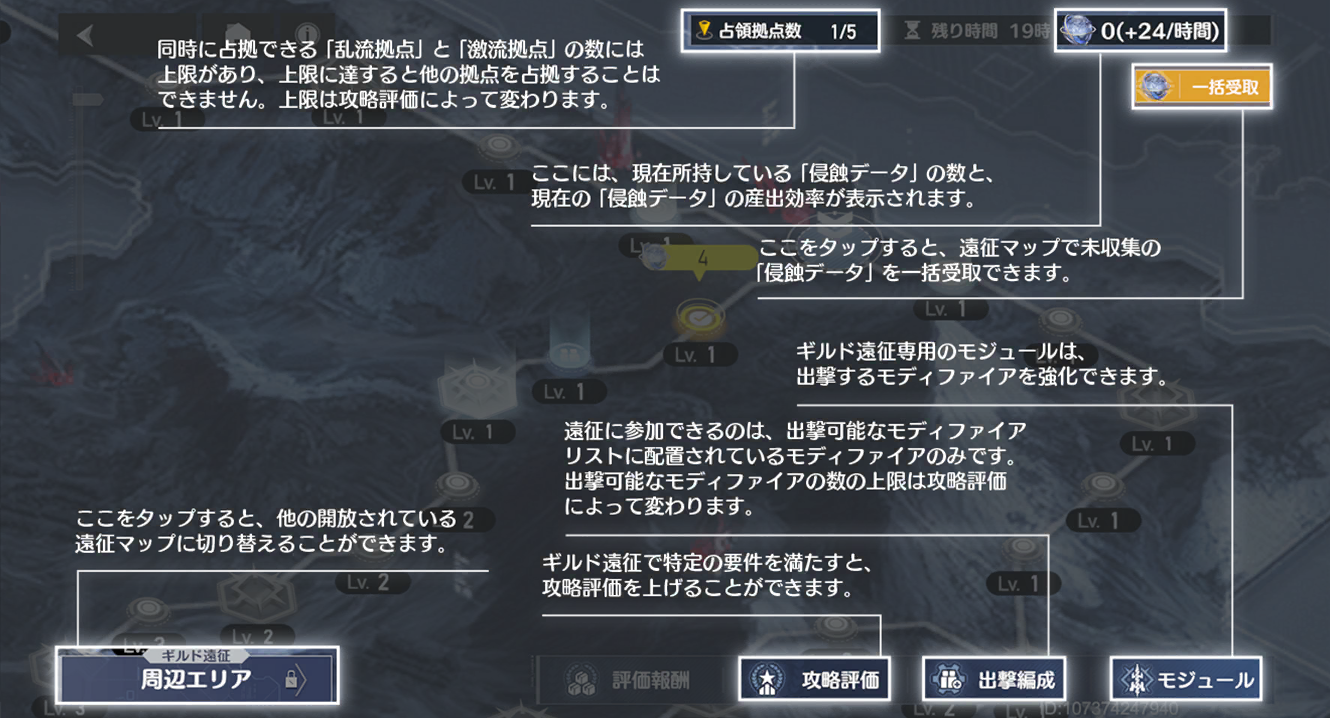 占領拠点数 1/5
残り時間 19時
0(+24/時間)
一括受取
同時に占拠できる「乱流拠点」と「激流拠点」の数には
上限があり、上限に達すると他の拠点を占拠することは
できません。上限は攻略評価によって変わります。
Lv. 1
Lv. 1
ここには、現在所持している「侵蝕データ」の数と、
現在の「侵蝕データ」の産出効率が表示されます。
Lv. 1
Lv. 1
4
ここをタップすると、遠征マップで未収集の
「侵蝕データ」を一括受取できます。
Lv. 1
Lv. 1
ギルド遠征専用のモジュールは、
出撃するモディファイアを強化できます。
Lv. 1
Lv. 1
Lv. 1
遠征に参加できるのは、出撃可能なモディファイア
リストに配置されているモディファイアのみです。
出撃可能なモディファイアの数の上限は攻略評価
によって変わります。
ここをタップすると、他の開放されている
遠征マップに切り替えることができます。
2
Lv. 1
ギルド遠征で特定の要件を満たすと、
攻略評価を上げることができます。
Lv. 2
Lv. 1
Lv. 2
ギルド遠征
周辺エリア
評価報酬
攻略評価
出撃編成
モジュール
Lv. 3
Lv. 2
Lv.
ID:107374247940